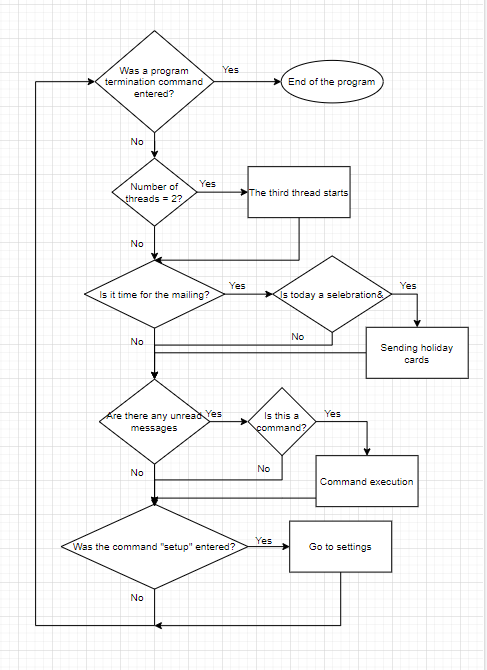 Was a program
termination command
entered?
Yes
End of the program
No
Number of
threads = 2?
Yes
The third thread starts
No
Is it time for the mailing?
Yes
Is today a selebration&
Yes
No
No
Sending holiday
cards
Are there any unread
messages
Yes
Is this a
command?
Yes
No
No
Command execution
Was the command "setup" entered?
Yes
Go to settings
No